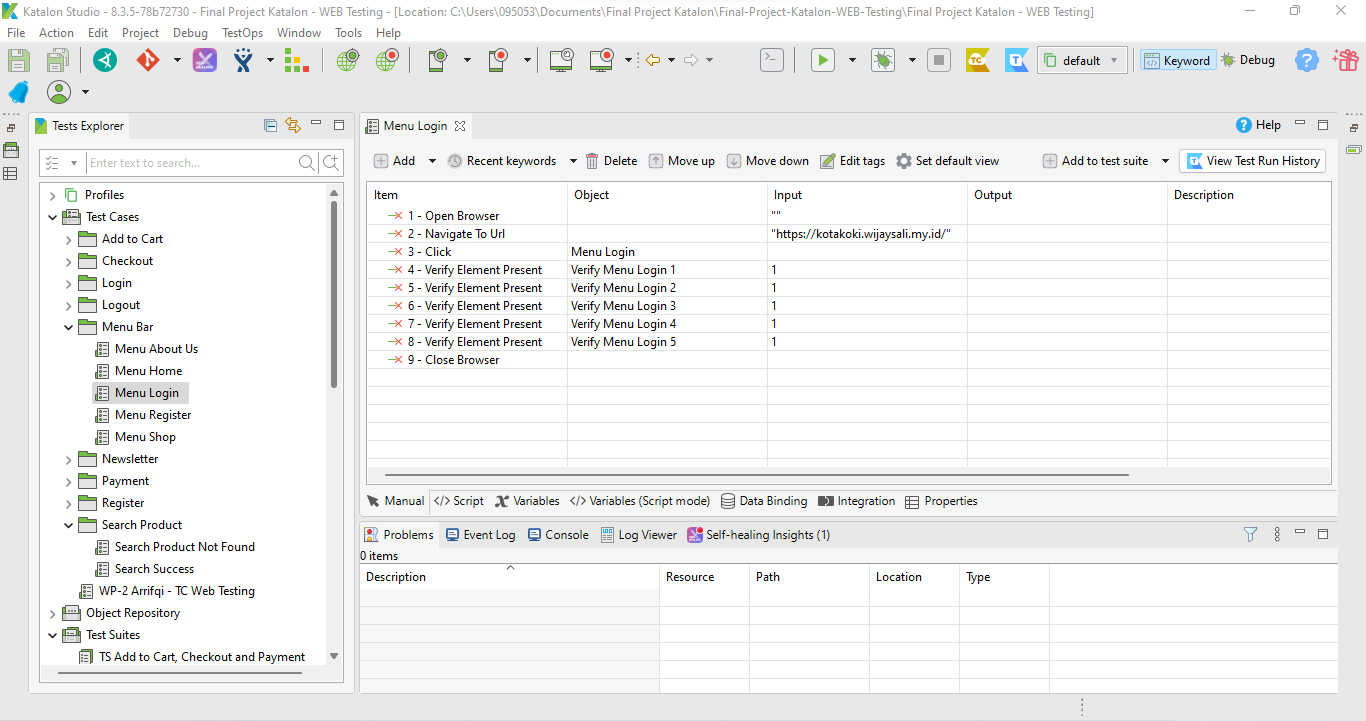 Katalon Studio - 8.3.5-78b72730 - Final Project Katalon - WEB Testing - [Location: C:\Users\095053\Documents\Final Project Katalon\Final-Project-Katalon-WEB-Testing\Final Project Katalon - WEB Testing]
File Action Edit Project Debug TestOps Window Tools Help
default Keyword Debug
Tests Explorer
Enter text to search...
Profiles
Test Cases
Add to Cart
Checkout
Login
Logout
Menu Bar
Menu About Us
Menu Home
Menu Login
Menu Register
Menu Shop
Newsletter
Payment
Register
Search Product
Search Product Not Found
Search Success
WP-2 Arrifqi - TC Web Testing
Object Repository
Test Suites
TS Add to Cart, Checkout and Payment
Menu Login
Help
Add Recent keywords Delete Move up Move down Edit tags Set default view Add to test suite View Test Run History
Item Object Input Output Description
1 - Open Browser ""
2 - Navigate To Url "https://kotakoki.wijaysali.my.id/"
3 - Click Menu Login
4 - Verify Element Present Verify Menu Login 1 1
5 - Verify Element Present Verify Menu Login 2 1
6 - Verify Element Present Verify Menu Login 3 1
7 - Verify Element Present Verify Menu Login 4 1
8 - Verify Element Present Verify Menu Login 5 1
9 - Close Browser
Manual </> Script Variables </> Variables (Script mode) Data Binding Integration Properties
Problems Event Log Console Log Viewer Self-healing Insights (1)
0 items
Description Resource Path Location Type